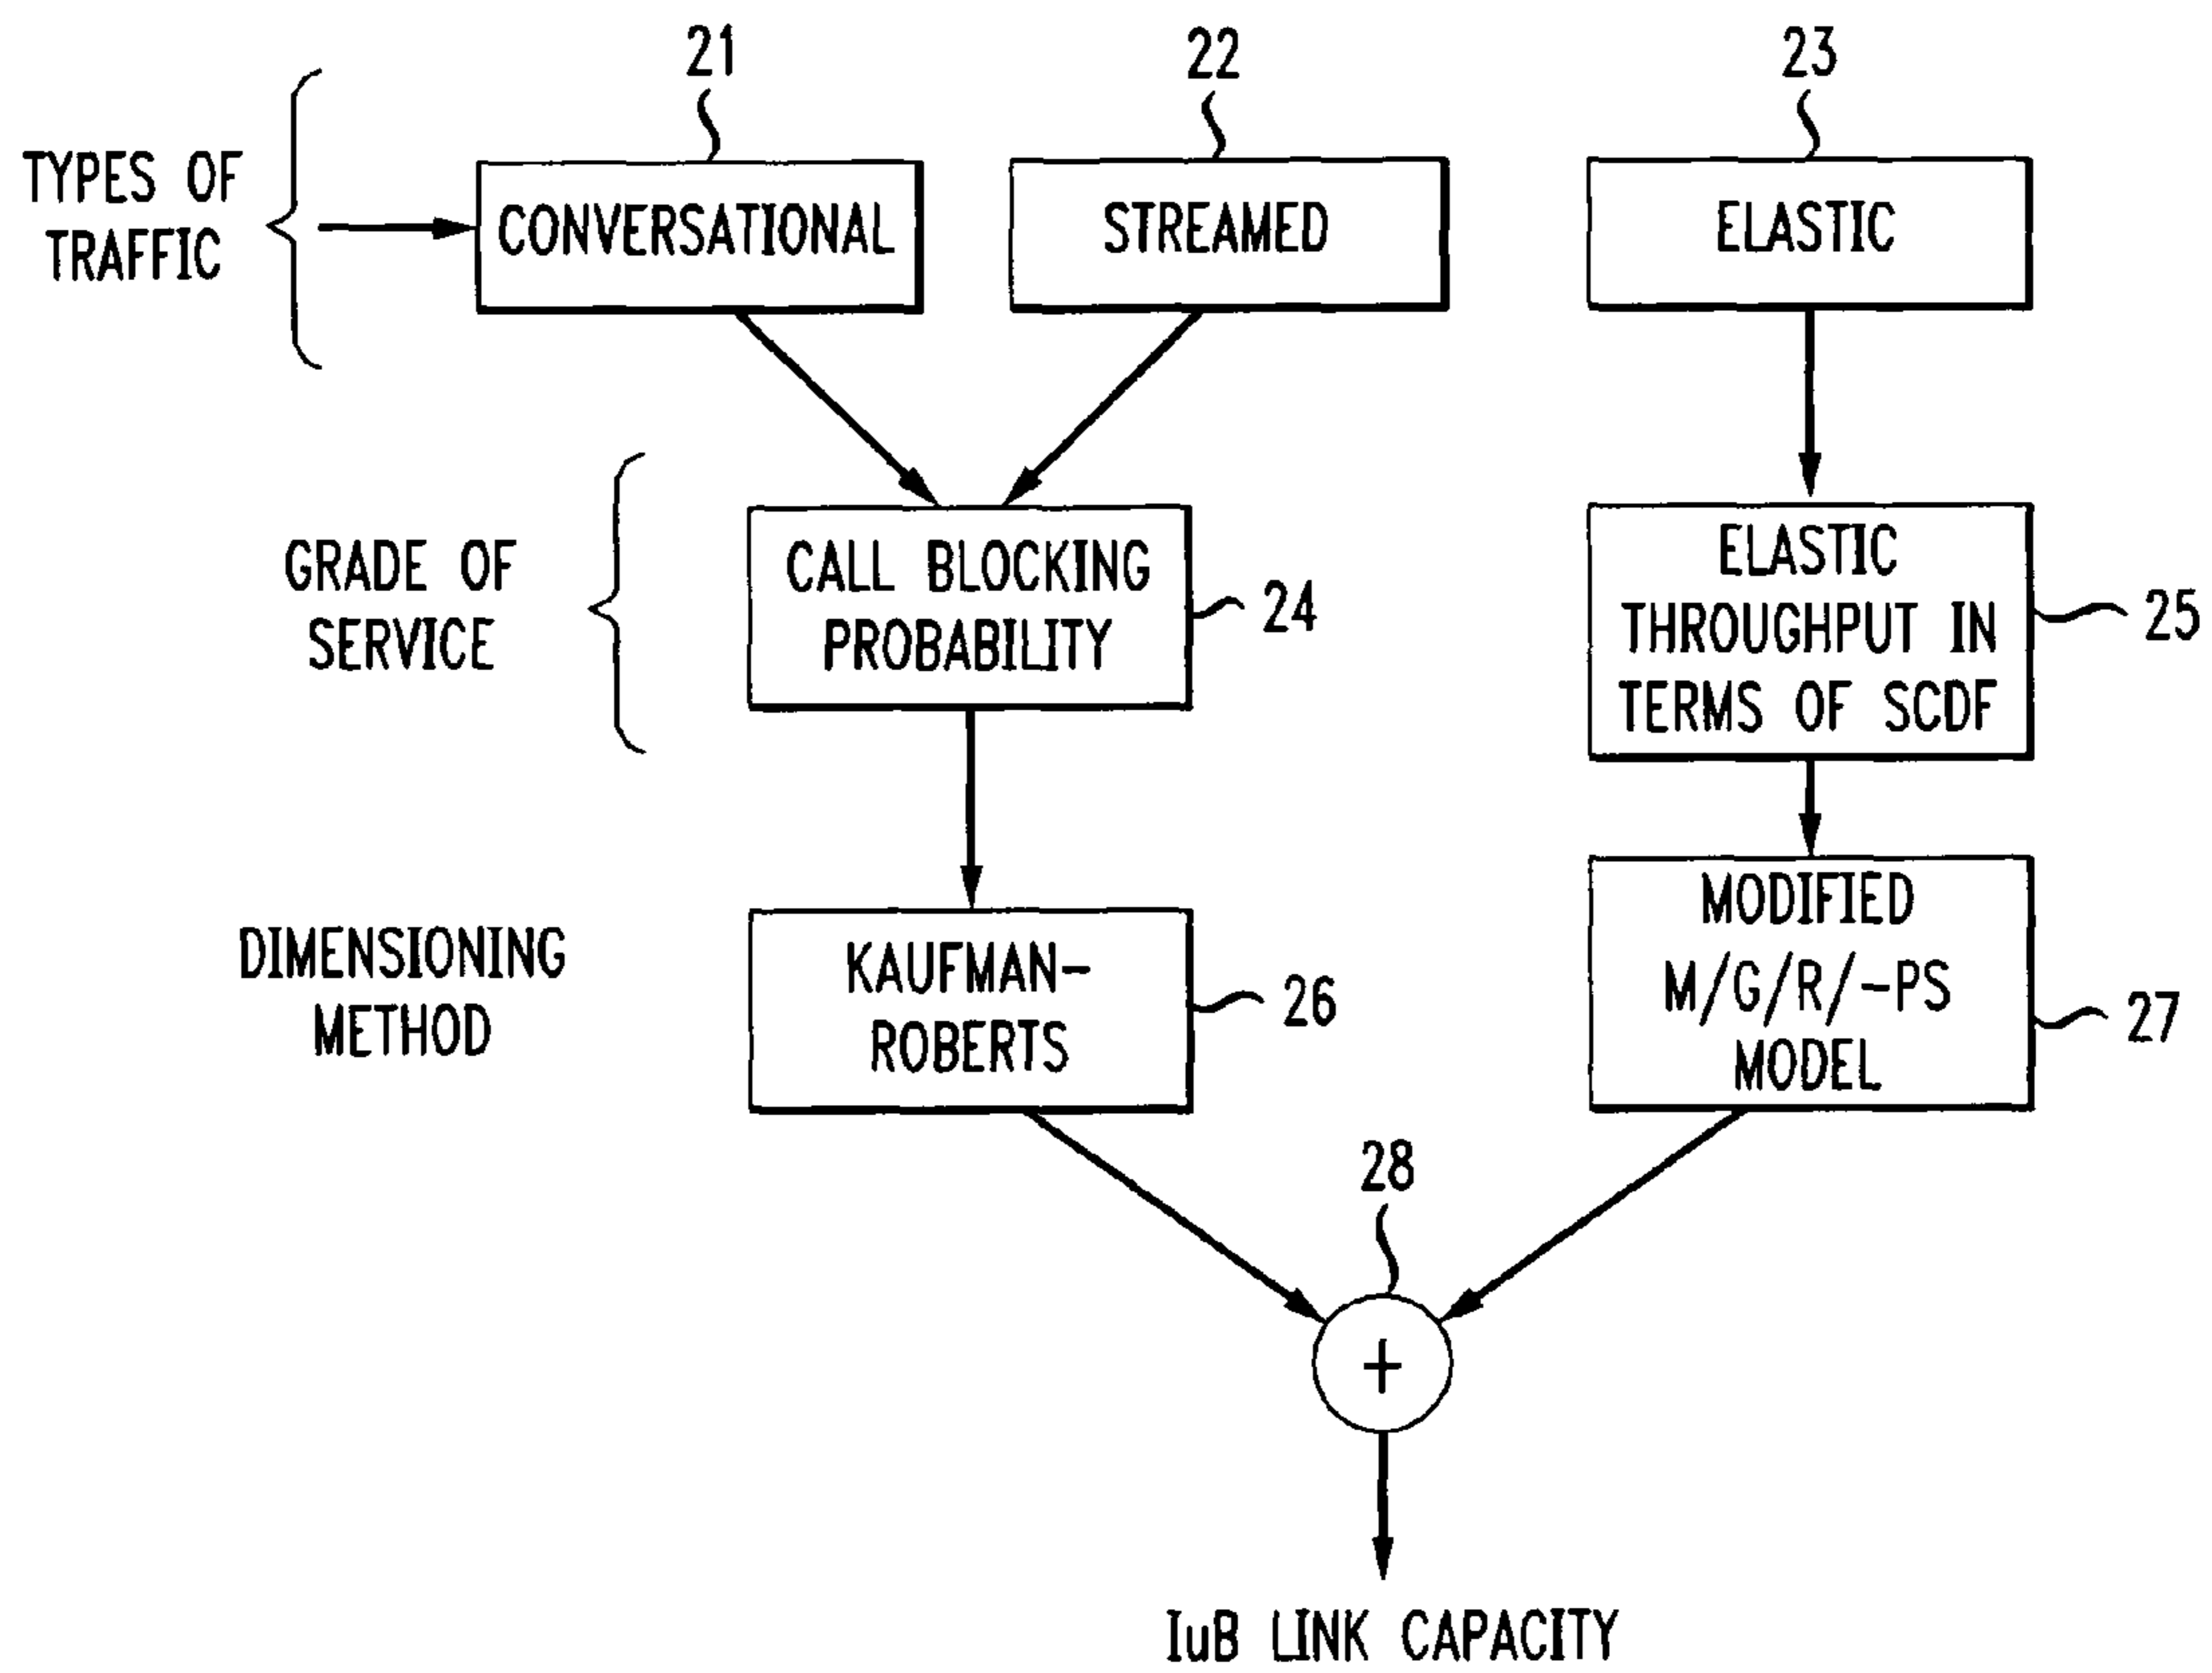 21
22
23
TYPES OF
TRAFFIC
CONVERSATIONAL
STREAMED
ELASTIC
GRADE OF
SERVICE
CALL BLOCKING
PROBABILITY
24
ELASTIC
THROUGHPUT IN
TERMS OF SCDF
25
DIMENSIONING
METHOD
KAUFMAN-
ROBERTS
26
MODIFIED
M/G/R/-PS
MODEL
27
28
+
IuB LINK CAPACITY